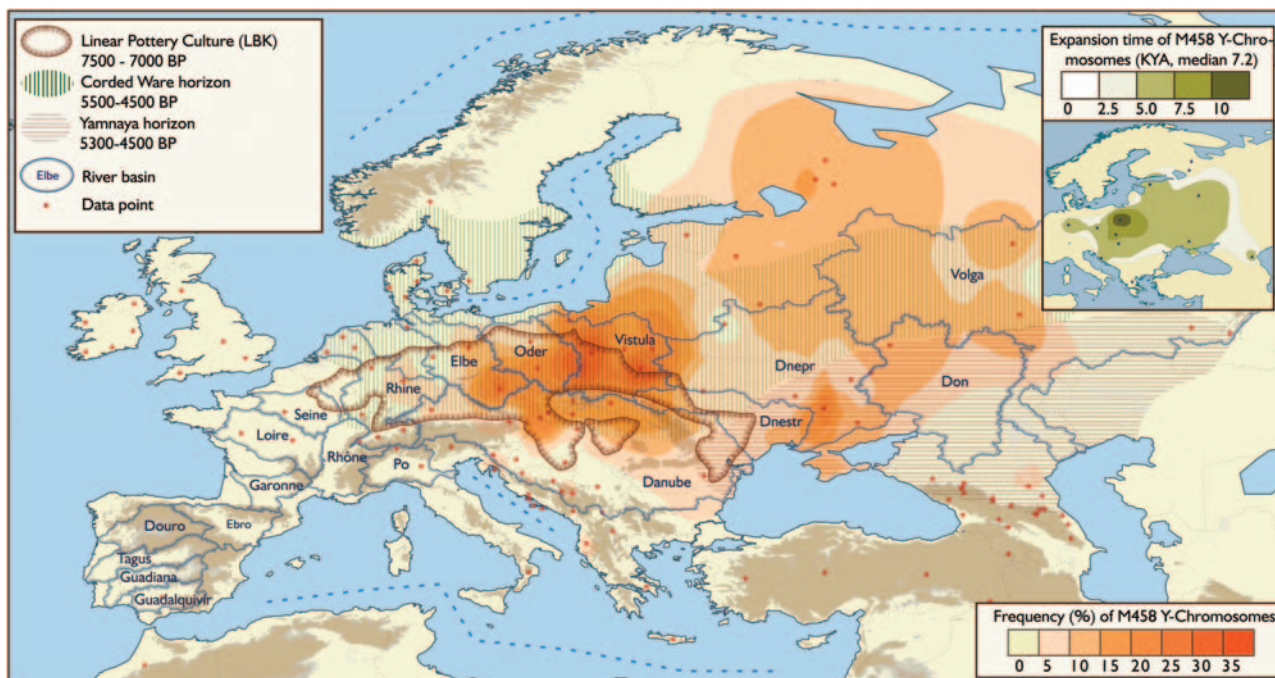 Linear Pottery Culture (LBK)
7500 - 7000 BP
Corded Ware horizon
5500-4500 BP
Yamnaya horizon
5300-4500 BP
Elbe
River basin
Data point
Expansion time of M458 Y-Chro-
mosomes (KYA, median 7.2)
0 2.5 5.0 7.5 10
Volga
Vistula
Oder
Elbe
Dnepr
Don
Rhine
Seine
Dnestr
Loire
Rhône
Po
Danube
Garonne
Douro
Ebro
Tagus
Guadiana
Guadalquivir
Frequency (%) of M458 Y-Chromosomes
0 5 10 15 20 25 30 35